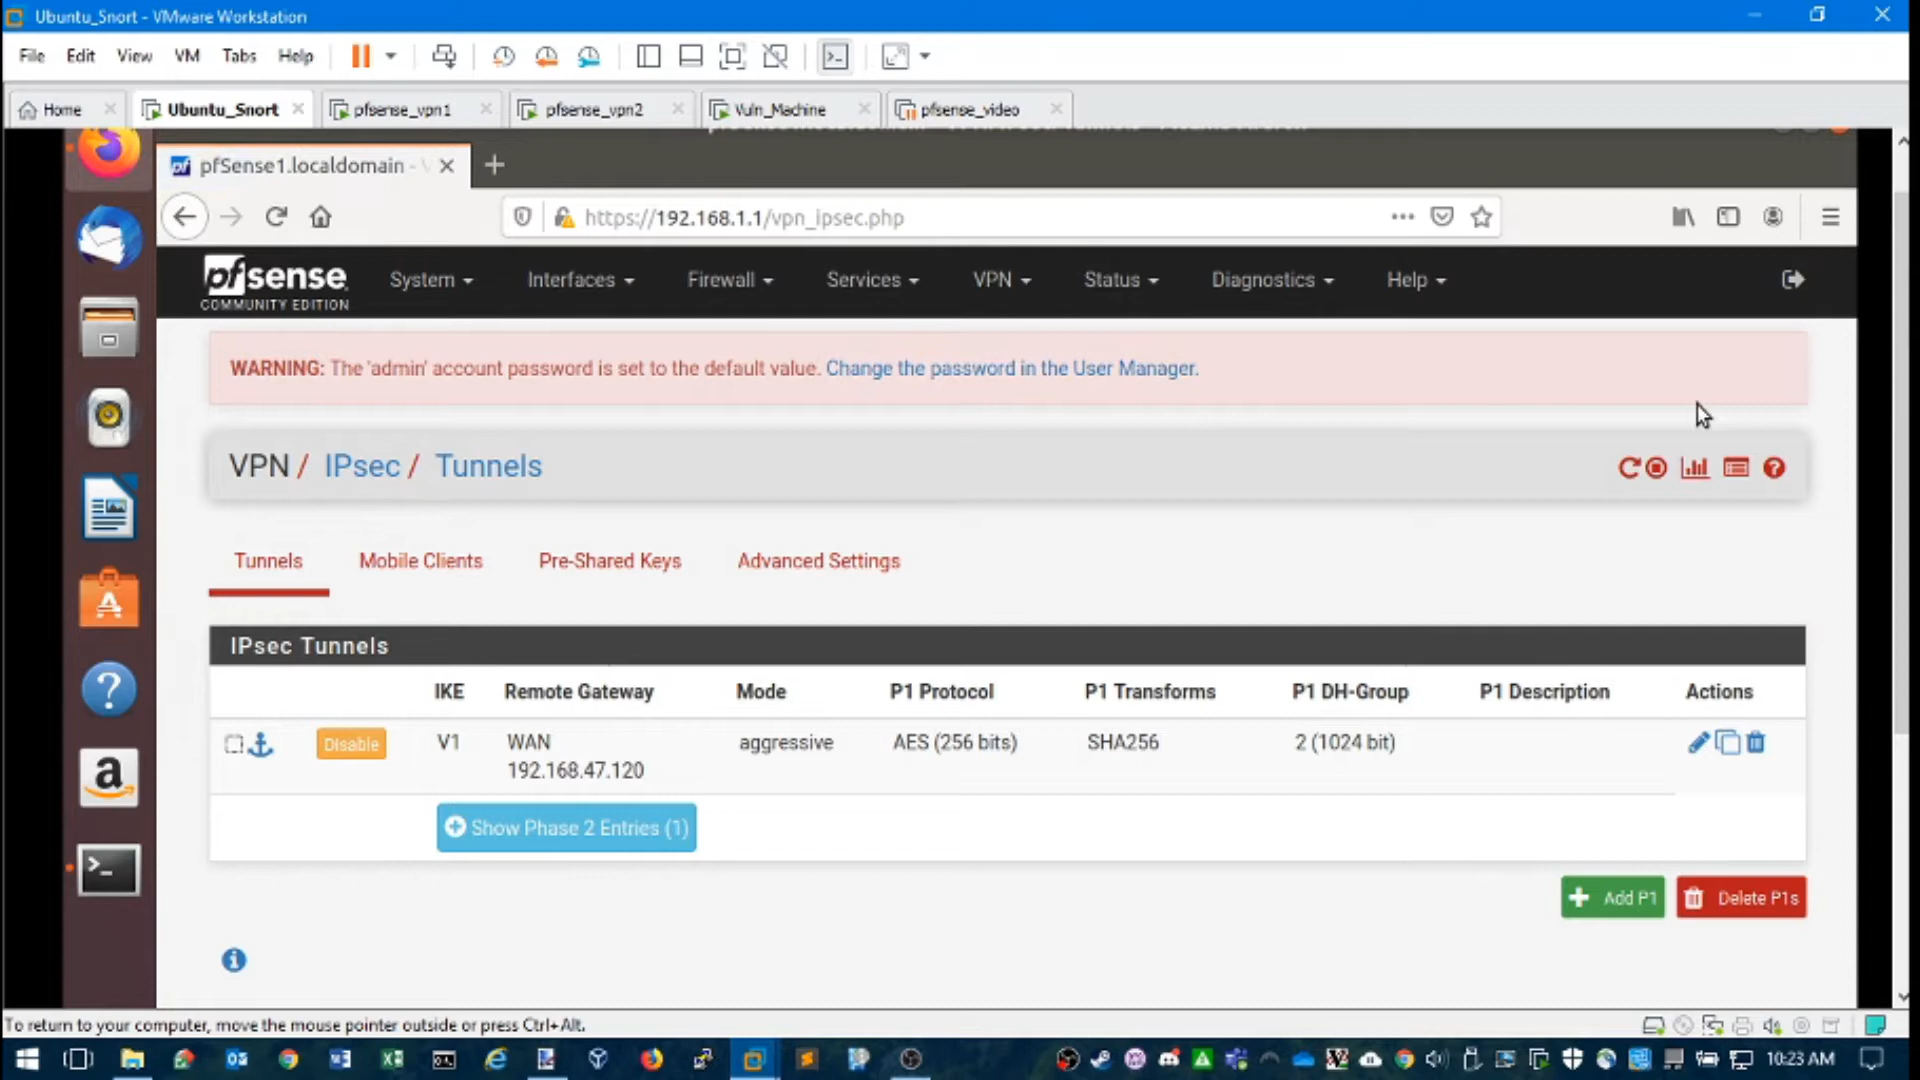 Ubuntu_Snort - VMware Workstation
File Edit View VM Tabs Help
Home Ubuntu_Snort pfsense_vpn1 pfsense_vpn2 Vuln_Machine pfsense_video
pfSense1.localdomain -
https://192.168.1.1/vpn_ipsec.php
pfsense System Interfaces Firewall Services VPN Status Diagnostics Help
COMMUNITY EDITION
WARNING: The 'admin' account password is set to the default value. Change the password in the User Manager.
VPN / IPsec / Tunnels
Tunnels Mobile Clients Pre-Shared Keys Advanced Settings
IPsec Tunnels
IKE Remote Gateway Mode P1 Protocol P1 Transforms P1 DH-Group P1 Description Actions
Disable V1 WAN aggressive AES (256 bits) SHA256 2 (1024 bit)
192.168.47.120
Show Phase 2 Entries (1)
Add P1 Delete P1s
To return to your computer, move the mouse pointer outside or press Ctrl+Alt.
10:23 AM